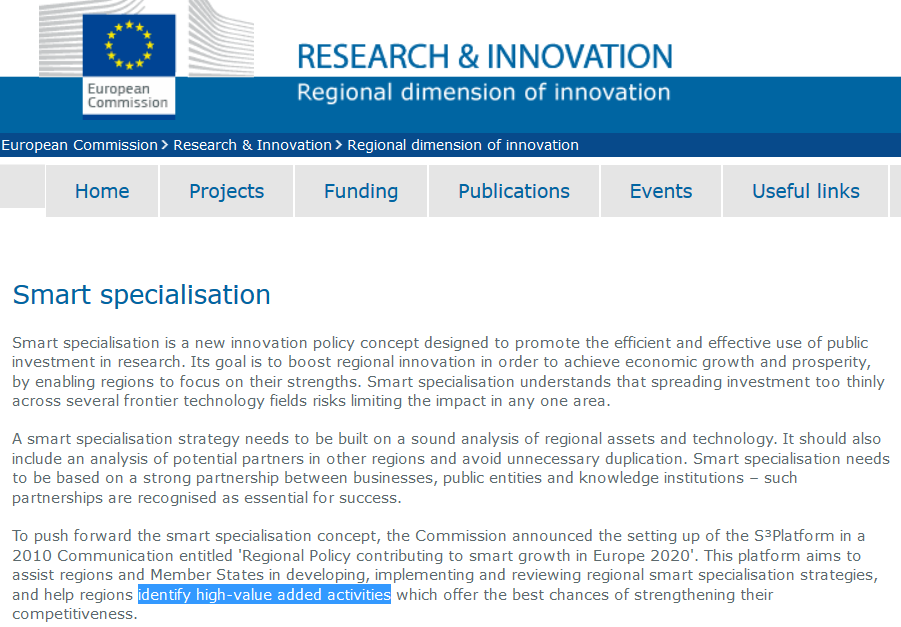 RESEARCH & INNOVATION
Regional dimension of innovation
European
Commission
European Commission > Research & Innovation > Regional dimension of innovation
Home Projects Funding Publications Events Useful links
Smart specialisation
Smart specialisation is a new innovation policy concept designed to promote the efficient and effective use of public
investment in research. Its goal is to boost regional innovation in order to achieve economic growth and prosperity,
by enabling regions to focus on their strengths. Smart specialisation understands that spreading investment too thinly
across several frontier technology fields risks limiting the impact in any one area.
A smart specialisation strategy needs to be built on a sound analysis of regional assets and technology. It should also
include an analysis of potential partners in other regions and avoid unnecessary duplication. Smart specialisation needs
to be based on a strong partnership between businesses, public entities and knowledge institutions – such
partnerships are recognised as essential for success.
To push forward the smart specialisation concept, the Commission announced the setting up of the S³Platform in a
2010 Communication entitled 'Regional Policy contributing to smart growth in Europe 2020'. This platform aims to
assist regions and Member States in developing, implementing and reviewing regional smart specialisation strategies,
and help regions identify high-value added activities which offer the best chances of strengthening their
competitiveness.